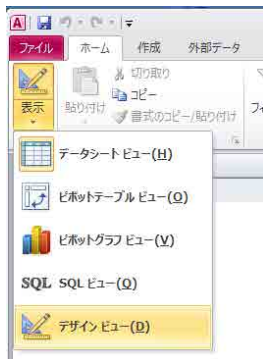 ファイル ホーム 作成 外部データ
表示
貼り付け
切り取り
コピー
書式のコピー/貼り付け
フィ
データシート ビュー(H)
ピボットテーブル ビュー(O)
ピボットグラフ ビュー(V)
SQL SQL ビュー(Q)
デザイン ビュー(D)